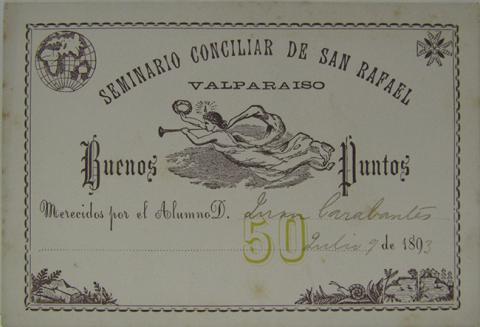 SEMINARIO CONCILIAR DE SAN RAFAEL
VALPARAISO
Buenos Puntos
Merecidos por el Alumno D. Juan Carabantes
50 Julio 9 de 1893